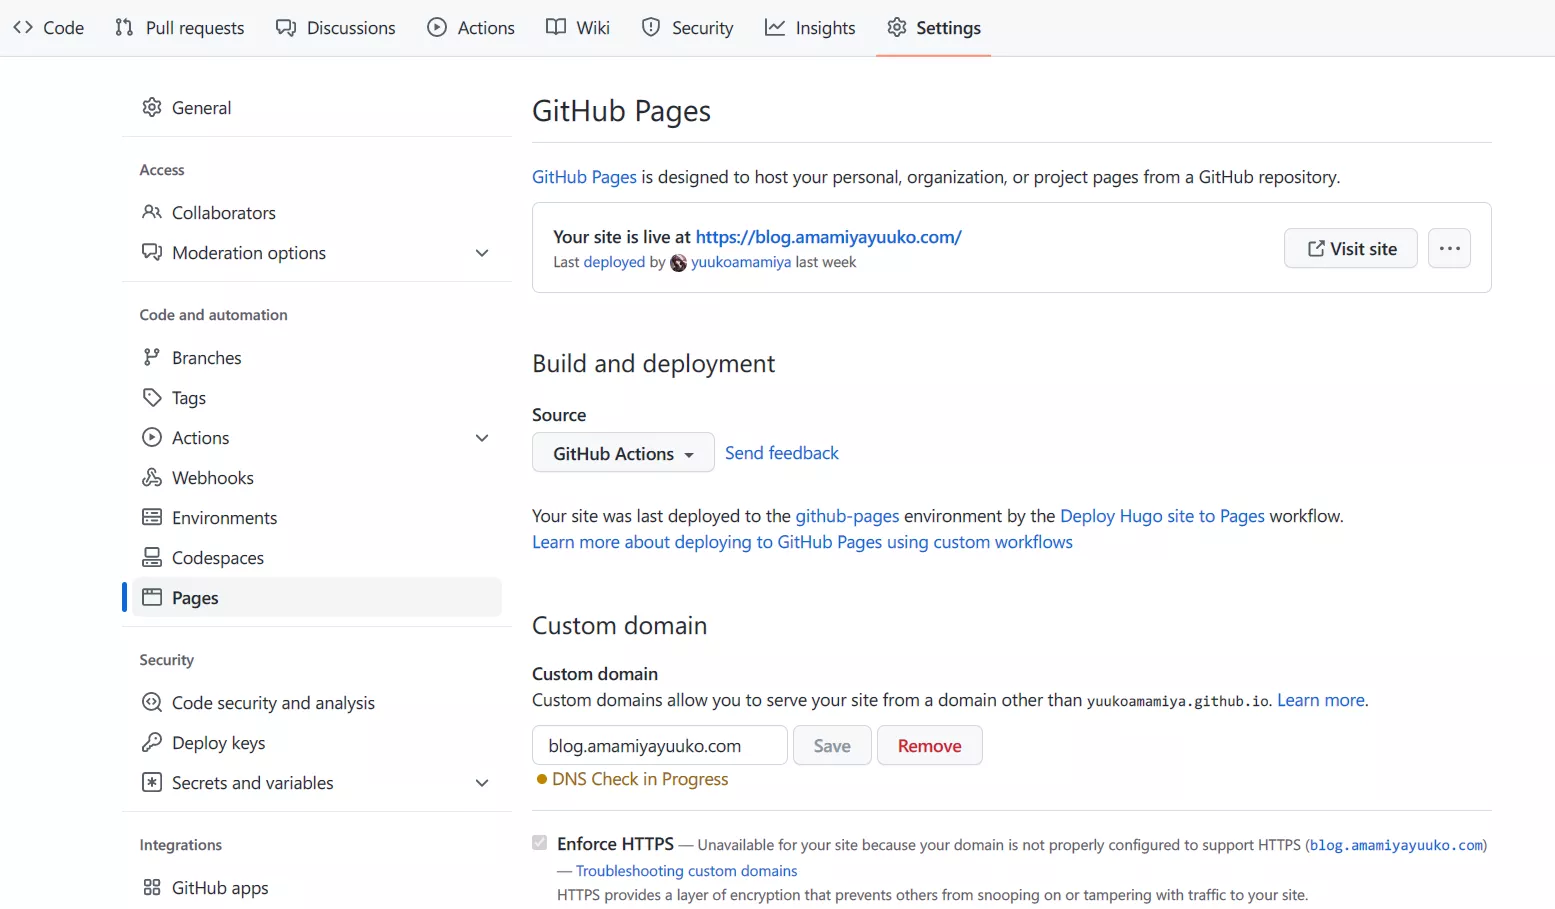 Code Pull requests Discussions Actions Wiki Security Insights Settings
General
Access
Collaborators
Moderation options
Code and automation
Branches
Tags
Actions
Webhooks
Environments
Codespaces
Pages
Security
Code security and analysis
Deploy keys
Secrets and variables
Integrations
GitHub apps
GitHub Pages
GitHub Pages is designed to host your personal, organization, or project pages from a GitHub repository.
Your site is live at https://blog.amamiyayuuko.com/
Last deployed by yuukoamamiya last week
Visit site
Build and deployment
Source
GitHub Actions Send feedback
Your site was last deployed to the github-pages environment by the Deploy Hugo site to Pages workflow.
Learn more about deploying to GitHub Pages using custom workflows
Custom domain
Custom domain
Custom domains allow you to serve your site from a domain other than yuukoamamiya.github.io. Learn more.
blog.amamiyayuuko.com Save Remove
DNS Check in Progress
Enforce HTTPS — Unavailable for your site because your domain is not properly configured to support HTTPS (blog.amamiyayuuko.com)
— Troubleshooting custom domains
HTTPS provides a layer of encryption that prevents others from snooping on or tampering with traffic to your site.